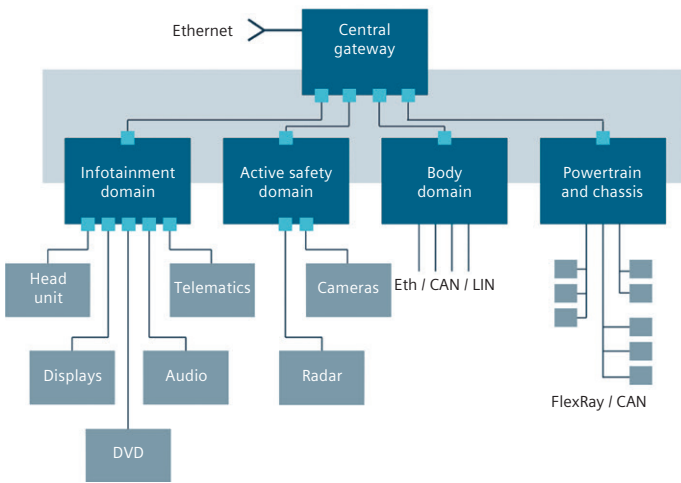 Ethernet
Central
gateway
Infotainment
domain
Active safety
domain
Body
domain
Powertrain
and chassis
Head
unit
Telematics
Cameras
Eth / CAN / LIN
Displays
Audio
Radar
FlexRay / CAN
DVD